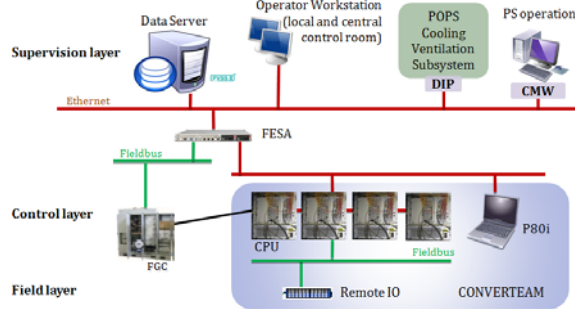 Data Server
Operator Workstation
(local and central
control room)
POPS
Cooling
Ventilation
Subsystem
DIP
PS operation
CMW
Supervision layer
Ethernet
FESA
Fieldbus
Control layer
FGC
CPU
P80i
Fieldbus
Field layer
Remote IO
CONVERTEAM